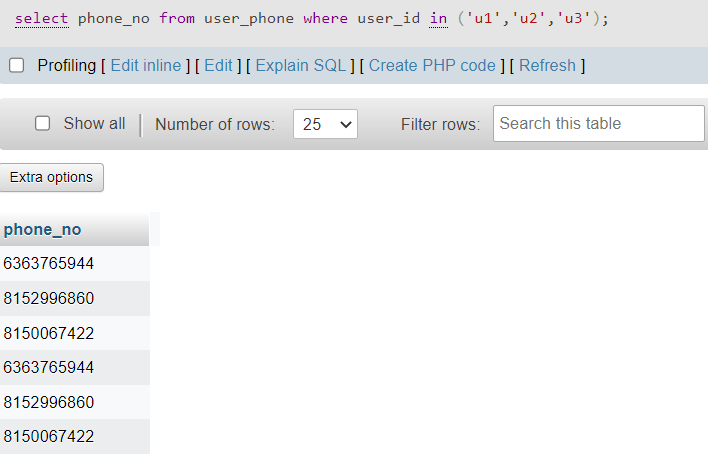 select phone_no from user_phone where user_id in ('u1','u2','u3');
Profiling [ Edit inline ] [ Edit ] [ Explain SQL ] [ Create PHP code ] [ Refresh ]
Show all Number of rows: 25 Filter rows: Search this table
Extra options
phone_no
6363765944
8152996860
8150067422
6363765944
8152996860
8150067422